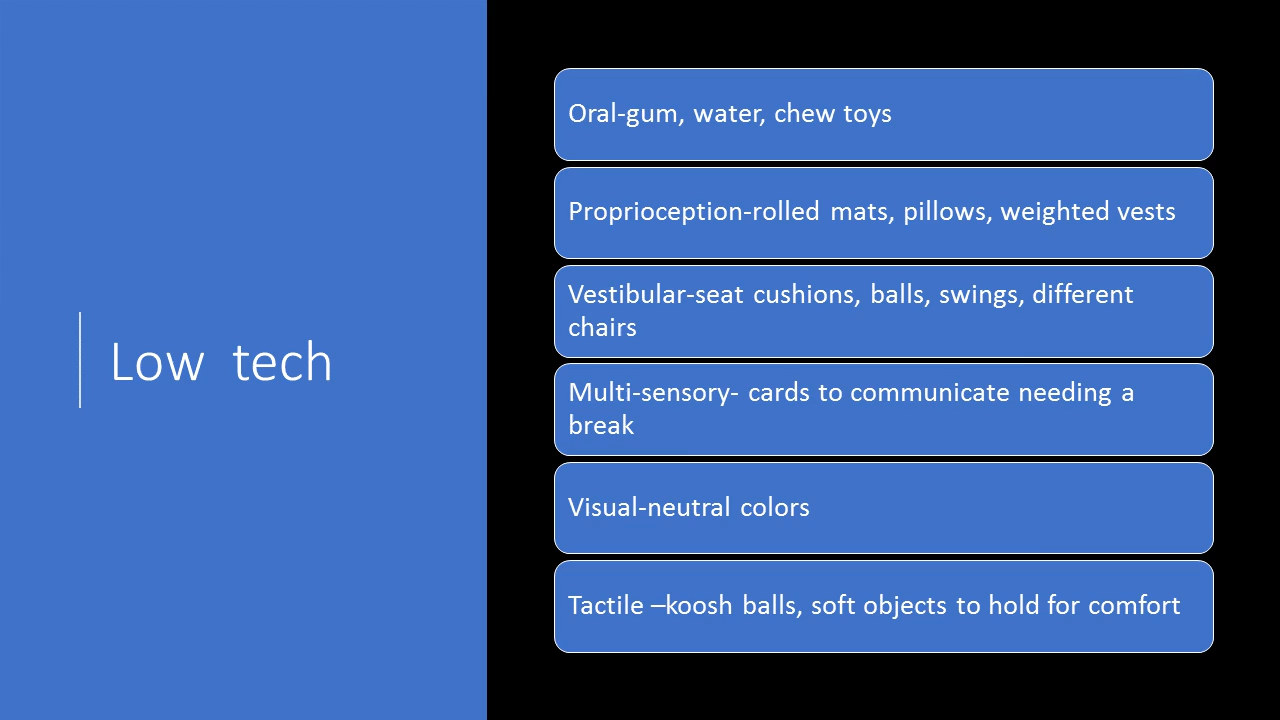 Low tech
Oral-gum, water, chew toys
Proprioception-rolled mats, pillows, weighted vests
Vestibular-seat cushions, balls, swings, different
chairs
Multi-sensory- cards to communicate needing a
break
Visual-neutral colors
Tactile –koosh balls, soft objects to hold for comfort